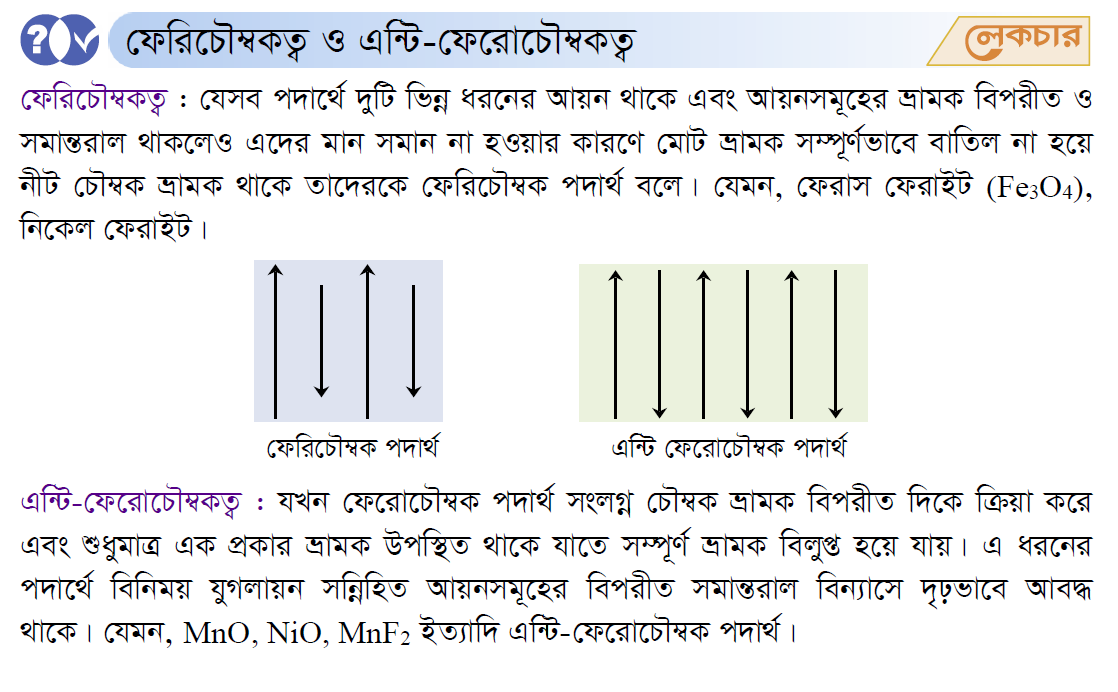 ফেরিচৌম্বকত্ব ও এন্টি-ফেরোচৌম্বকত্ব
লেকচার
ফেরিচৌম্বকত্ব : যেসব পদার্থে দুটি ভিন্ন ধরনের আয়ন থাকে এবং আয়নসমূহের ভ্রামক বিপরীত ও
সমান্তরাল থাকলেও এদের মান সমান না হওয়ার কারণে মোট ভ্রামক সম্পূর্ণভাবে বাতিল না হয়ে
নীট চৌম্বক ভ্রামক থাকে তাদেরকে ফেরিচৌম্বক পদার্থ বলে। যেমন, ফেরাস ফেরাইট (Fe₃O₄),
নিকেল ফেরাইট।
ফেরিচৌম্বক পদার্থ
এন্টি ফেরোচৌম্বক পদার্থ
এন্টি-ফেরোচৌম্বকত্ব : যখন ফেরোচৌম্বক পদার্থ সংলগ্ন চৌম্বক ভ্রামক বিপরীত দিকে ক্রিয়া করে
এবং শুধুমাত্র এক প্রকার ভ্রামক উপস্থিত থাকে যাতে সম্পূর্ণ ভ্রামক বিলুপ্ত হয়ে যায়। এ ধরনের
পদার্থে বিনিময় যুগলায়ন সন্নিহিত আয়নসমূহের বিপরীত সমান্তরাল বিন্যাসে দৃঢ়ভাবে আবদ্ধ
থাকে। যেমন, MnO, NiO, MnF₂ ইত্যাদি এন্টি-ফেরোচৌম্বক পদার্থ।